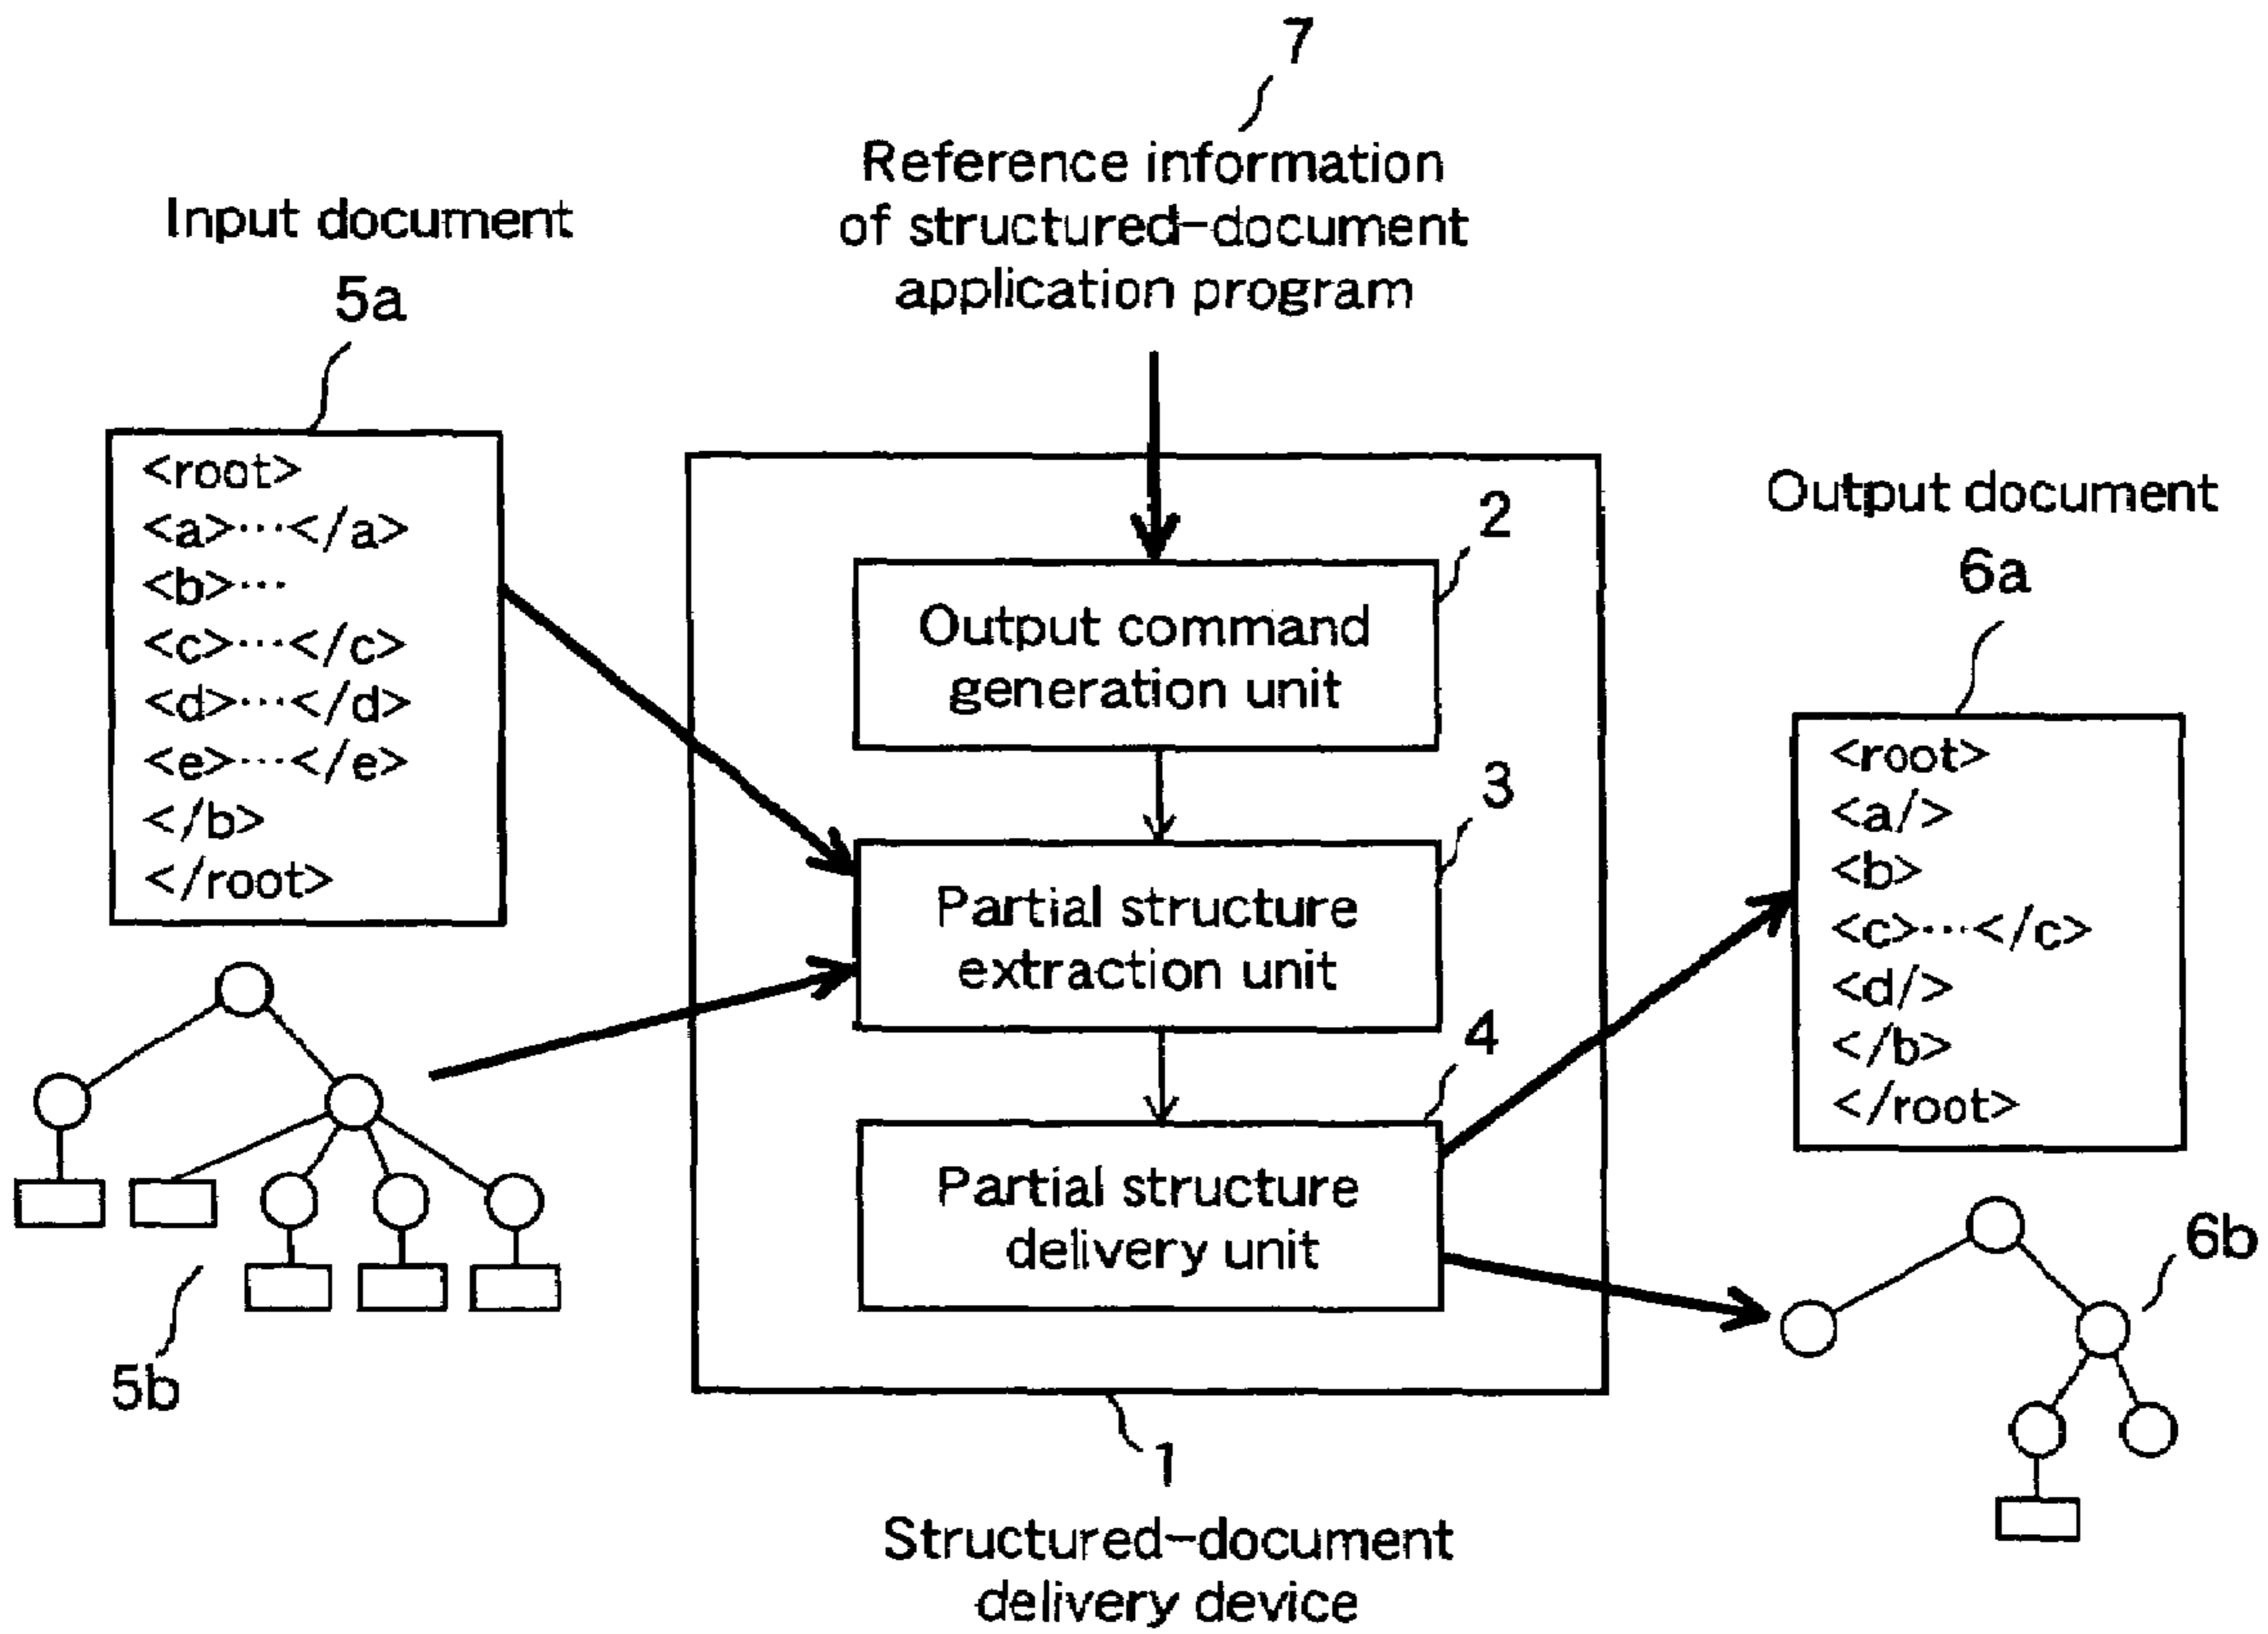 7
Reference information
of structured-document
application program
Input document
5a
<root>
<a>···</a>
<b>···
<c>···</c>
<d>···</d>
<e>···</e>
</b>
</root>
5b
2
Output command
generation unit
3
Partial structure
extraction unit
4
Partial structure
delivery unit
1
Structured-document
delivery device
Output document
6a
<root>
<a/>
<b>
<c>···</c>
<d/>
</b>
</root>
6b